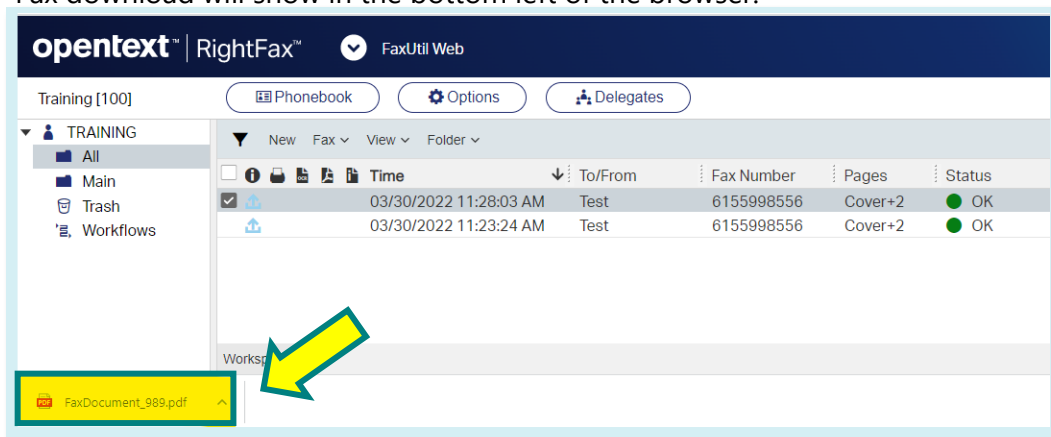 Fax download will show in the bottom left of the browser.
opentext™ | RightFax™ FaxUtil Web
Training [100] Phonebook Options Delegates
TRAINING
New Fax View Folder
All
Main
Trash
Workflows
Time To/From Fax Number Pages Status
03/30/2022 11:28:03 AM Test 6155998556 Cover+2 OK
03/30/2022 11:23:24 AM Test 6155998556 Cover+2 OK
FaxDocument_989.pdf